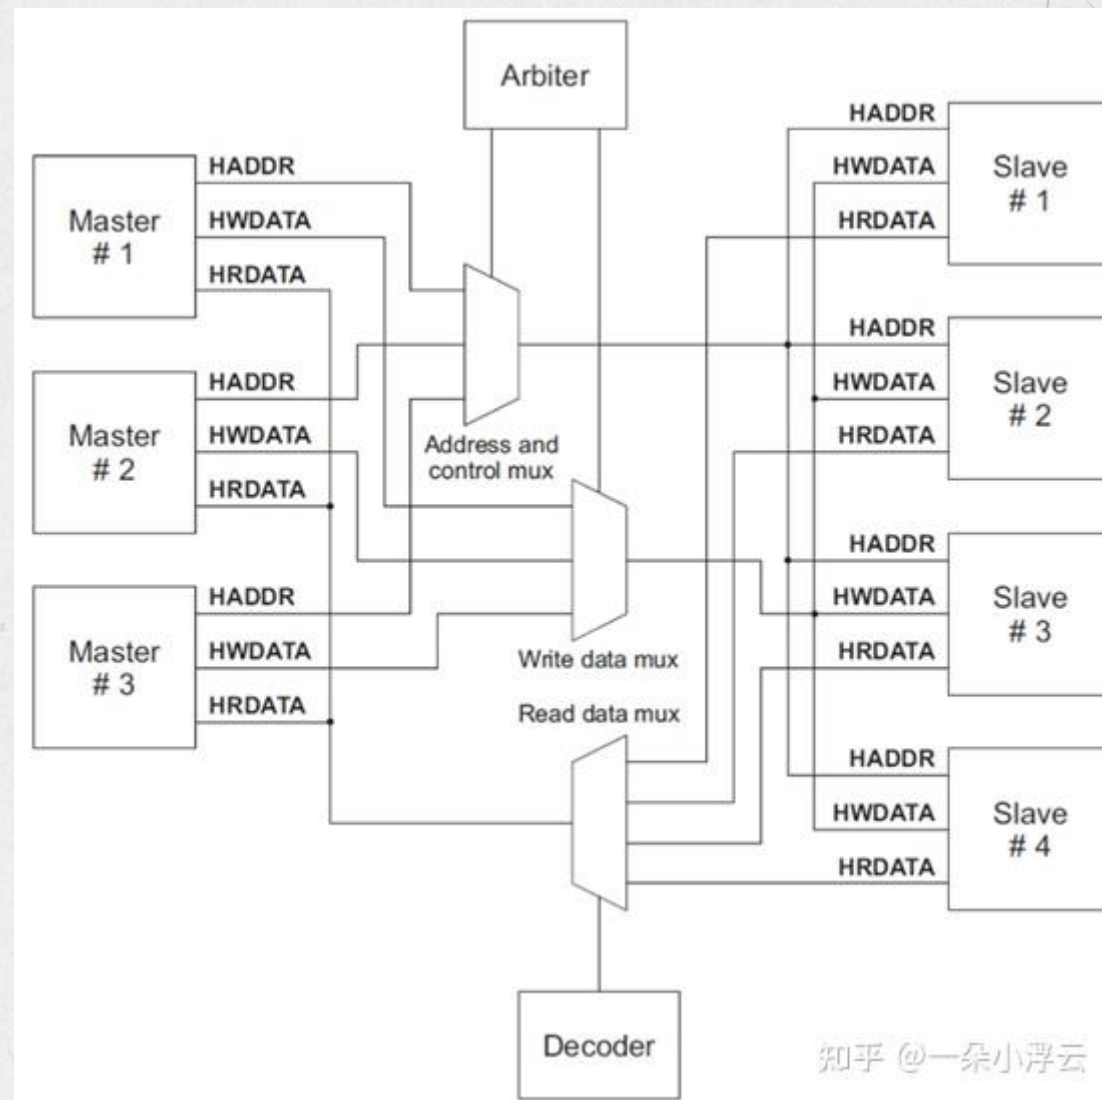 Arbiter
Master
# 1
HADDR
HWDATA
HRDATA
Master
# 2
HADDR
HWDATA
HRDATA
Master
# 3
HADDR
HWDATA
HRDATA
Address and
control mux
Write data mux
Read data mux
HADDR
HWDATA
HRDATA
Slave
# 1
HADDR
HWDATA
HRDATA
Slave
# 2
HADDR
HWDATA
HRDATA
Slave
# 3
HADDR
HWDATA
HRDATA
Slave
# 4
Decoder
知乎 @一朵小浮云